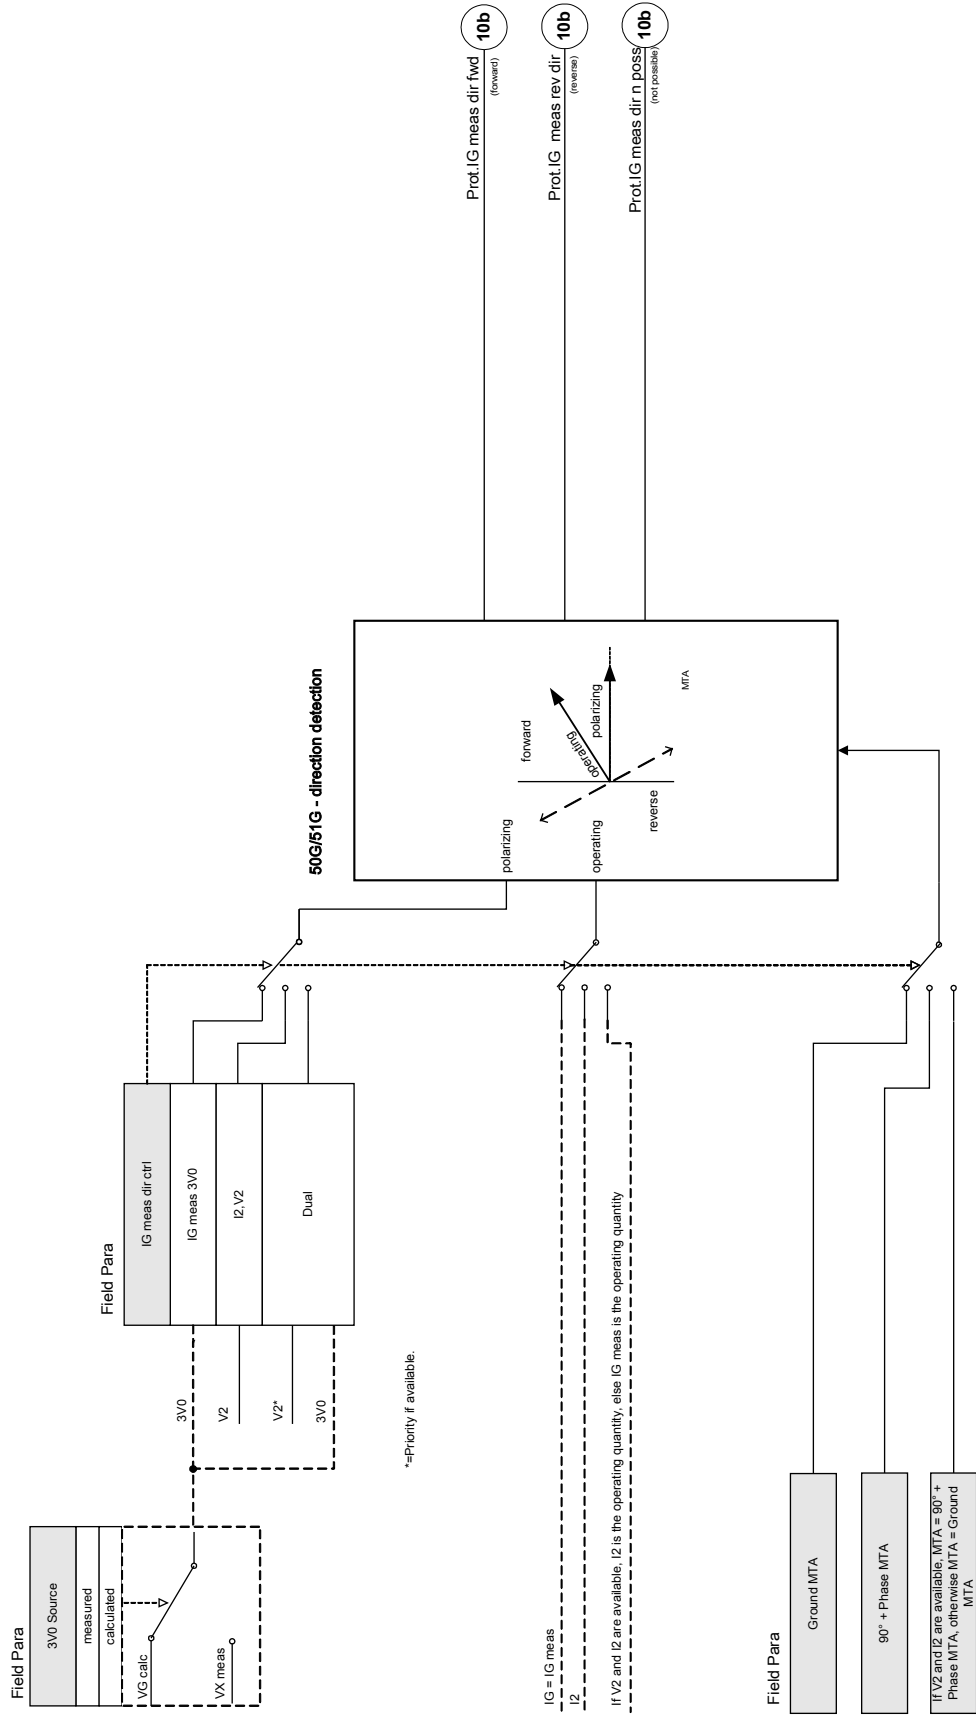 Field Para
3V0 Source
measured
calculated
VG calc
VX meas
3V0
V2
V2*
3V0
*=Priority if available.
Field Para
IG meas dir ctrl
IG meas 3V0
I2,V2
Dual
IG = IG meas
I2
If V2 and I2 are available, I2 is the operating quantity, else IG meas is the operating quantity
Field Para
Ground MTA
90° + Phase MTA
If V2 and I2 are available, MTA = 90° +
Phase MTA, otherwise MTA = Ground
MTA
50G/51G - direction detection
polarizing
operating
forward
reverse
operating
polarizing
MTA
Prot.IG meas dir fwd
(forward)
10b
Prot.IG meas rev dir
(reverse)
10b
Prot.IG meas dir n poss
(not possible)
10b